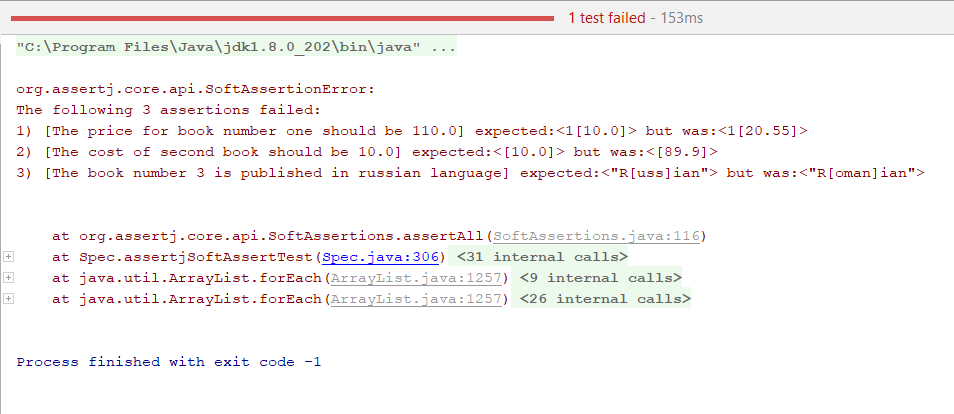 1 test failed - 153ms
"C:\Program Files\Java\jdk1.8.0_202\bin\java" ...
org.assertj.core.api.SoftAssertionError:
The following 3 assertions failed:
1) [The price for book number one should be 110.0] expected:<1[10.0]> but was:<1[20.55]>
2) [The cost of second book should be 10.0] expected:<[10.0]> but was:<[89.9]>
3) [The book number 3 is published in russian language] expected:<"R[uss]ian"> but was:<"R[oman]ian">
at org.assertj.core.api.SoftAssertions.assertAll(SoftAssertions.java:116)
at Spec.assertjSoftAssertTest(Spec.java:306) <31 internal calls>
at java.util.ArrayList.forEach(ArrayList.java:1257) <9 internal calls>
at java.util.ArrayList.forEach(ArrayList.java:1257) <26 internal calls>
Process finished with exit code -1